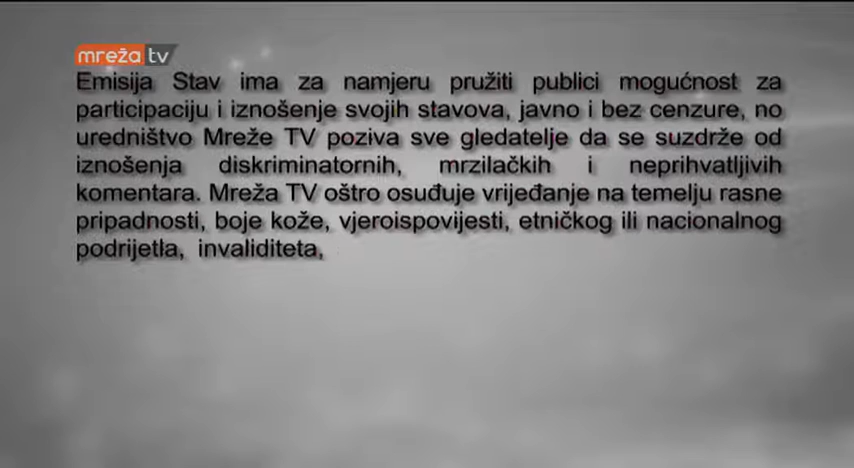 mreža tv
Emisija Stav ima za namjeru pružiti publici mogućnost za
participaciju i iznošenje svojih stavova, javno i bez cenzure, no
uredništvo Mreže TV poziva sve gledatelje da se suzdrže od
iznošenja diskriminatornih, mrzilačkih i neprihvatljivih
komentara. Mreža TV oštro osuđuje vrijeđanje na temelju rasne
pripadnosti, boje kože, vjeroispovijesti, etničkog ili nacionalnog
podrijetla, invaliditeta,